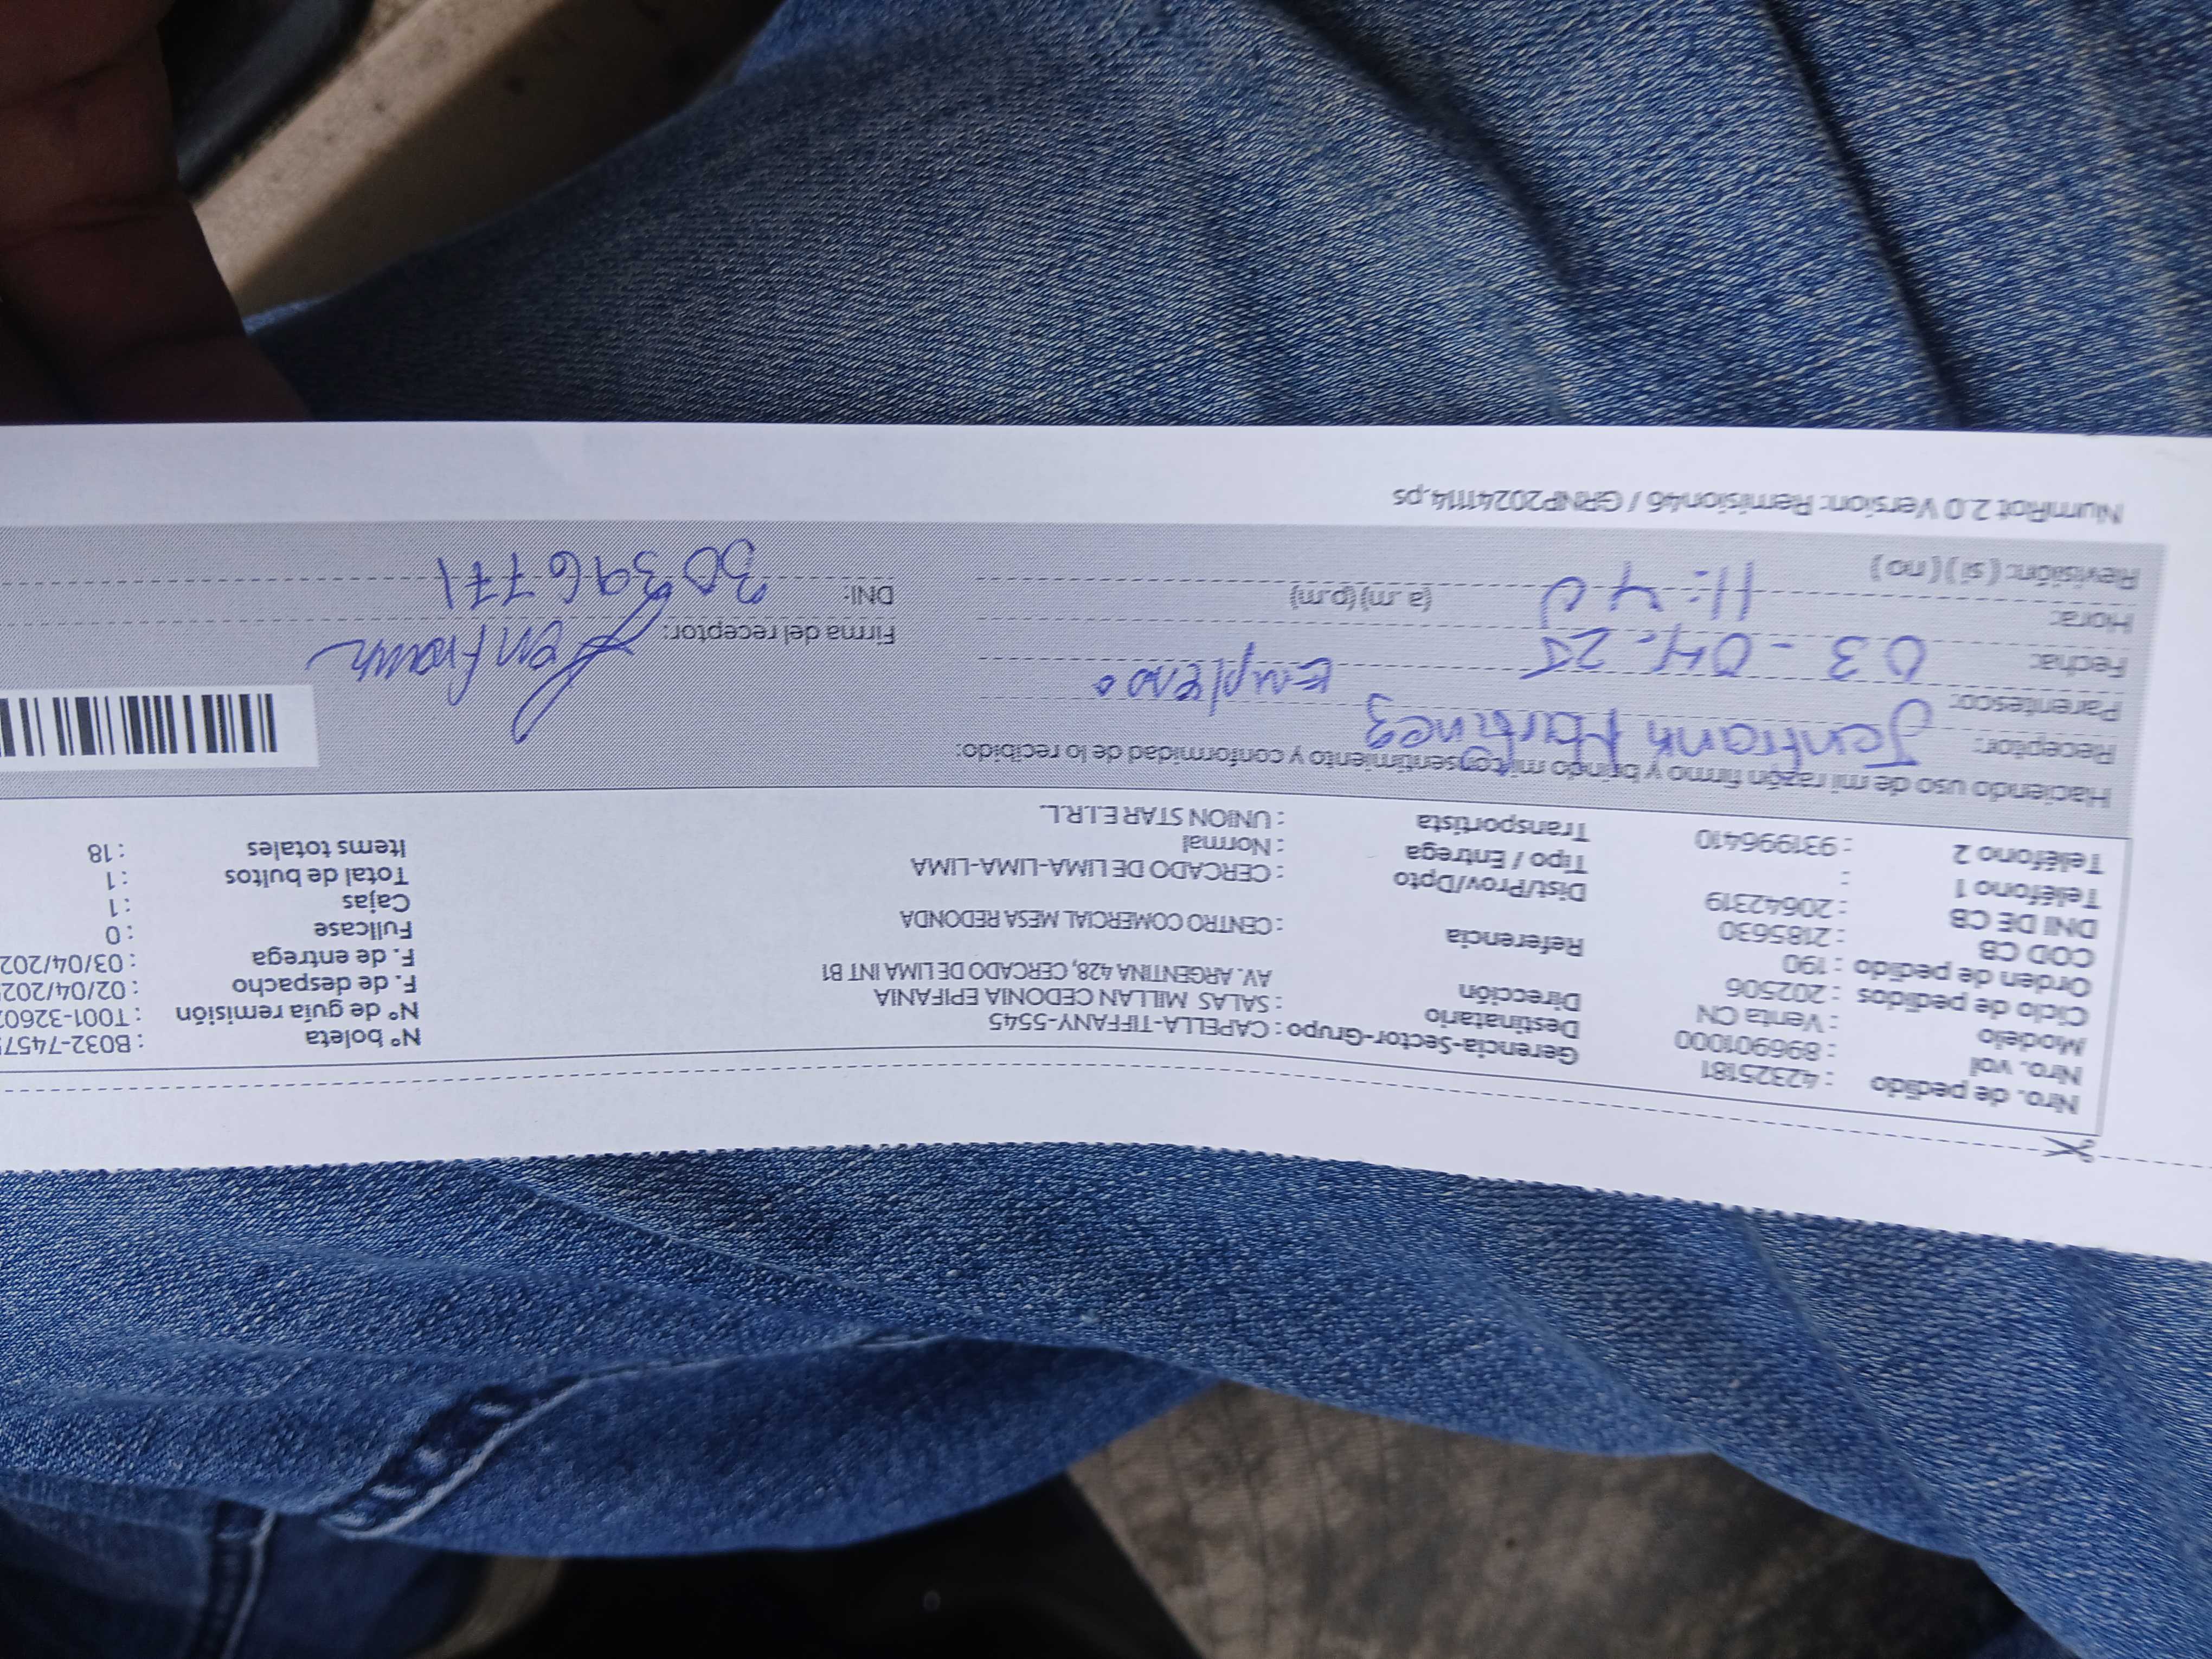 Nro. de pedido : 42325181 Gerencia-Sector-Grupo : CAPELLA-TIFFANY-5545 N° boleta : B032-7457
Nro. vol : 896901000 Destinatario : SALAS MILLAN CEDONIA EPIFANIA N° de guía remisión : T001-3260
Modelo : Venta CN Dirección AV. ARGENTINA 428, CERCADO DE LIMA INT B1 F. de despacho : 02/04/202
Ciclo de pedidos : 202506 F. de entrega : 03/04/202
Orden de pedido : 190 Referencia : CENTRO COMERCIAL MESA REDONDA Fullcase : 0
COD CB : 2185630 Cajas : 1
DNI DE CB : 20642319 Dist/Prov/Dpto : CERCADO DE LIMA-LIMA-LIMA Total de bultos : 1
Teléfono 1 : Tipo / Entrega : Normal Items totales : 18
Teléfono 2 : 931996410 Transportista : UNION STAR E.I.R.L.
Haciendo uso de mi razón firmo y brindo mi consentimiento y conformidad de lo recibido:
Receptor: Jenfrank Martinez
Parentesco: Empleado
Fecha: 03-04-25 Firma del receptor: Jenfrank
Hora: 11:40 (a.m)(p.m) DNI: 30396771
Revisión: ( sí ) ( no )
NumRot 2.0 Version: Remision46 / GRNP20241114.ps